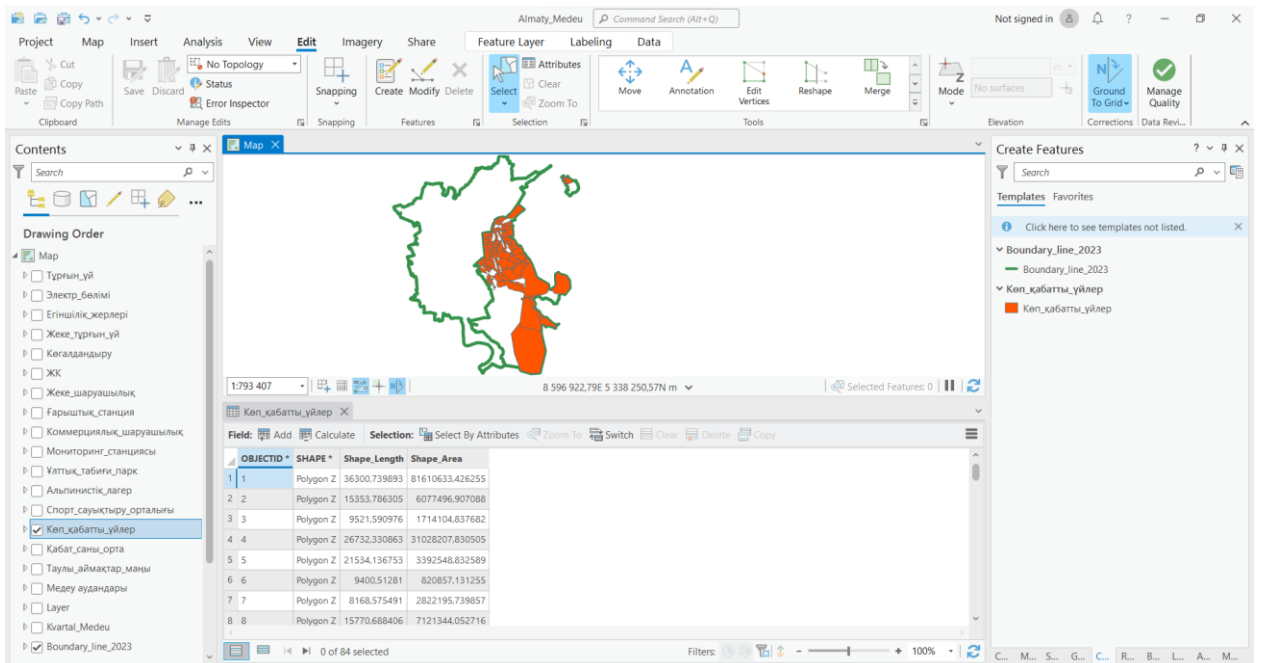 Almaty_Medeu
Command Search (Alt+Q)
Not signed in
?
Project Map Insert Analysis View Edit Imagery Share Feature Layer Labeling Data
Paste
Cut
Copy
Copy Path
Clipboard
Save Discard
No Topology
Status
Error Inspector
Manage Edits
Snapping
Snapping
Create Modify Delete
Features
Select
Attributes
Clear
Zoom To
Selection
Move Annotation Edit Vertices Reshape Merge
Tools
Mode
No surfaces
m
Elevation
Ground To Grid
Corrections
Manage Quality
Data Revi...
Contents
Search
Drawing Order
Map
Тұрғын_үй
Электр_бөлімі
Егіншілік_жерлері
Жеке_тұрғын_үй
Көгалдандыру
ЖК
Жеке_шаруашылық
Ғарыштық_станция
Коммерциялық_шаруашылық
Мониторинг_станциясы
Ұлттық_табиғи_парк
Альпинистік_лагер
Спорт_сауықтыру_орталығы
Көп_қабатты_үйлер
Қабат_саны_орта
Таулы_аймақтар_маңы
Медеу аудандары
Layer
Kvartal_Medeu
Boundary_line_2023
Map
1:793 407
8 596 922,79E 5 338 250,57N m
Selected Features: 0
Көп_қабатты_үйлер
Field: Add Calculate Selection: Select By Attributes Zoom To Switch Clear Delete Copy
OBJECTID * SHAPE * Shape_Length Shape_Area
1 1 Polygon Z 36300,739893 81610633,426255
2 2 Polygon Z 15353,786305 6077496,907088
3 3 Polygon Z 9521,590976 1714104,837682
4 4 Polygon Z 26732,330863 31028207,830505
5 5 Polygon Z 21534,136753 3392548,832589
6 6 Polygon Z 9400,51281 820857,131255
7 7 Polygon Z 8168,575491 2822195,739857
8 8 Polygon Z 15770,688406 7121344,052716
0 of 84 selected
Filters:
100%
Create Features
?
Search
Templates Favorites
Click here to see templates not listed.
Boundary_line_2023
Boundary_line_2023
Көп_қабатты_үйлер
Көп_қабатты_үйлер
C... M... S... G... C... R... B... L... A... M...